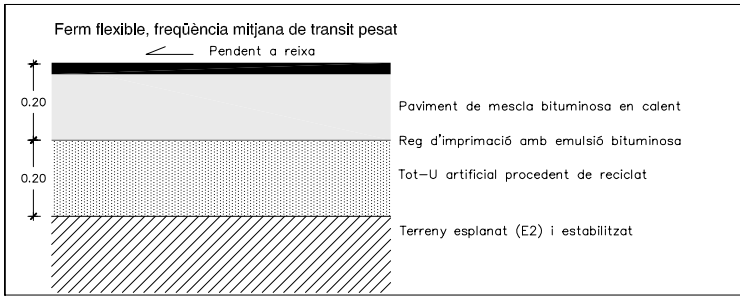 Ferm flexible, freqüència mitjana de transit pesat
Pendent a reixa
0.20
Paviment de mescla bituminosa en calent
Reg d'imprimació amb emulsió bituminosa
0.20
Tot-U artificial procedent de reciclat
Terreny esplanat (E2) i estabilitzat